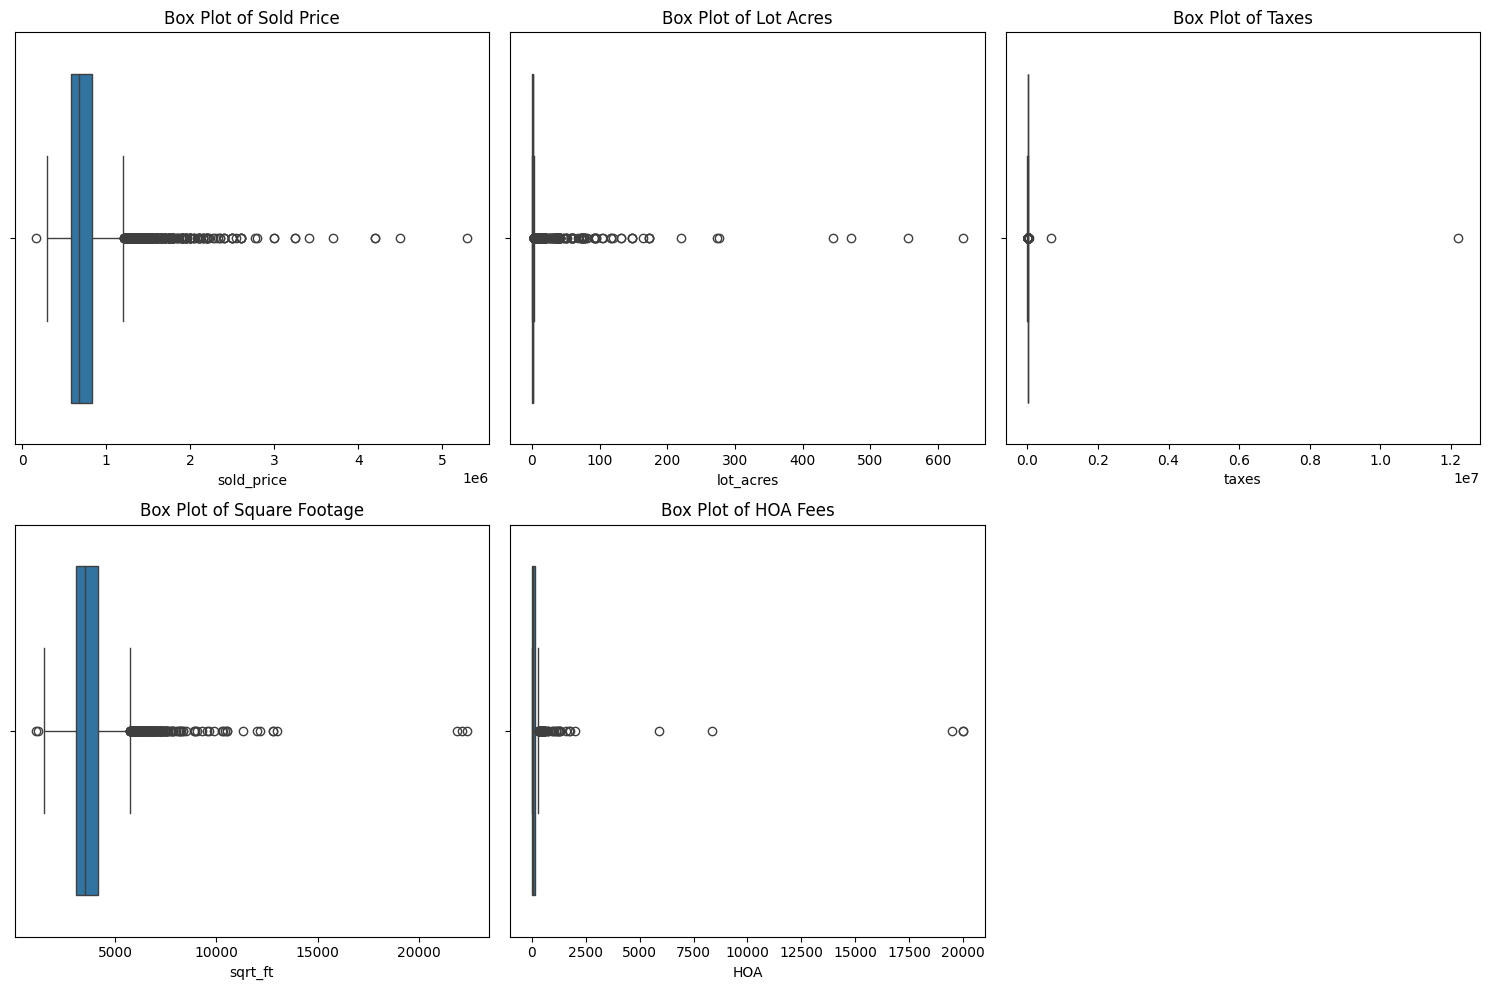 Box Plot of Sold Price
0 1 2 3 4 5
1e6
sold_price
Box Plot of Lot Acres
0 100 200 300 400 500 600
lot_acres
Box Plot of Taxes
0.0 0.2 0.4 0.6 0.8 1.0 1.2
1e7
taxes
Box Plot of Square Footage
5000 10000 15000 20000
sqrt_ft
Box Plot of HOA Fees
0 2500 5000 7500 10000 12500 15000 17500 20000
HOA